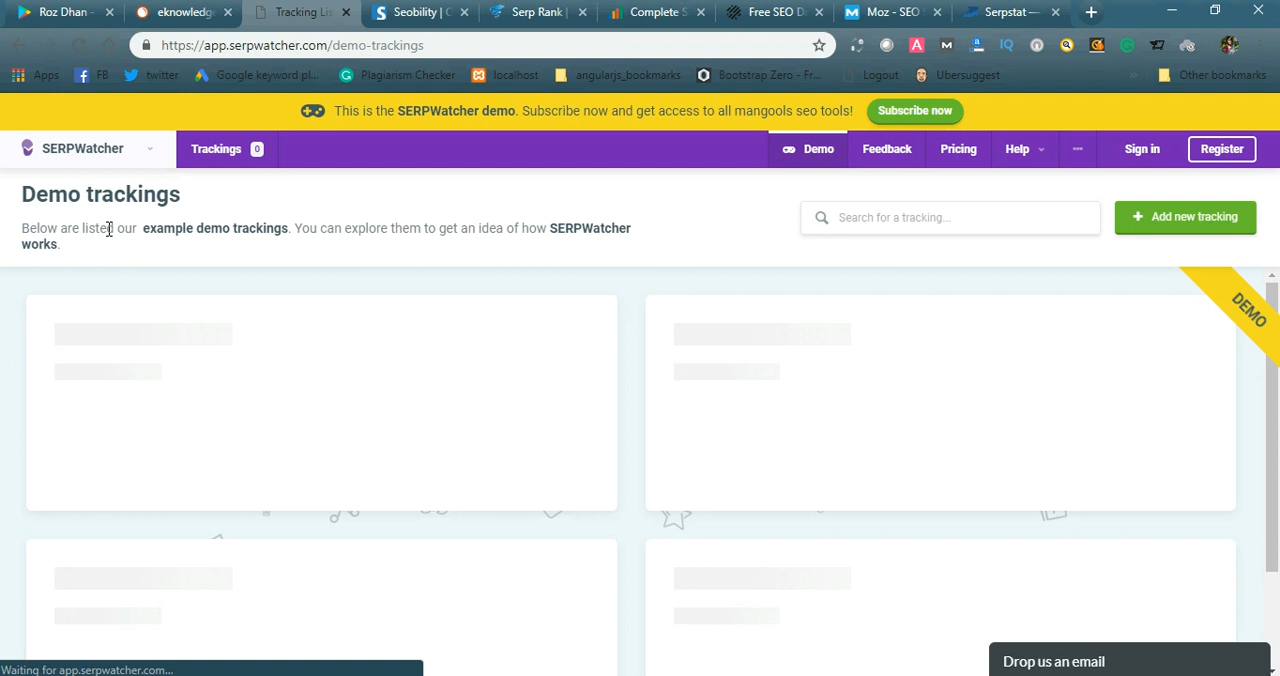 Roz Dhan -
eknowledg
Tracking Lis
Seobility | C
Serp Rank |
Complete S
Free SEO D
Moz - SEO
Serpstat —
https://app.serpwatcher.com/demo-trackings
Apps
FB
twitter
Google keyword pl...
Plagiarism Checker
localhost
angularjs_bookmarks
Bootstrap Zero - Fr...
Logout
Ubersuggest
Other bookmarks
This is the SERPWatcher demo. Subscribe now and get access to all mangools seo tools!
Subscribe now
SERPWatcher
Trackings 0
Demo
Feedback
Pricing
Help
Sign in
Register
Demo trackings
Below are listed our example demo trackings. You can explore them to get an idea of how SERPWatcher
works.
Search for a tracking...
+ Add new tracking
DEMO
Waiting for app.serpwatcher.com...
Drop us an email